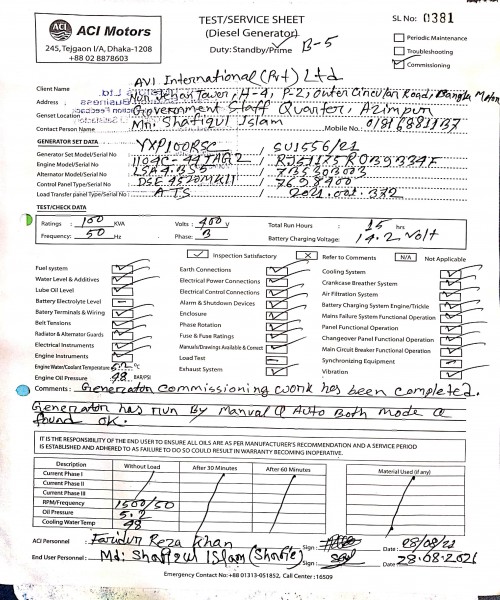 ACI Motors
245, Tejgaon I/A, Dhaka-1208
+88 02 8878603
TEST/SERVICE SHEET
(Diesel Generator)
Duty: Standby/Prime B-5
SL No: 0381
Periodic Maintenance
Troubleshooting
Commissioning
Client Name AVI International (Pvt) Ltd
Address Tower, H-4, P-2, outer Circular Road, Bangla Motor
Genset Location Government Staff Quarter, Azimpur
Contact Person Name Mr. Shafiqul Islam Mobile No.:
GENERATOR SET DATA
Generator Set Model/Serial No YXP100RSC / SU1556/21
Engine Model/Serial No 1104C-44TAG2 /
Alternator Model/Serial No /
Control Panel Type/Serial No DSE 4520MKII / 7698400
Load Transfer panel Type/Serial No ATS / 2021.001.332
TEST/CHECK DATA
Ratings : 100 KVA Volts : 400 V Total Run Hours : 15 hrs
Frequency: 50 Hz Phase: 3 Battery Charging Voltage: 14.2 Volt
Inspection Satisfactory Refer to Comments N/A Not Applicable
Fuel system
Water Level & Additives
Lube Oil Level
Battery Electrolyte Level
Batery Terminals & Wiring
Belt Tensions
Radiator & Alternator Guards
Electrical Instruments
Engine Instruments
Engine Water/Coolant Temperature 5.2 °C
Engine Oil Pressure 98 BAR/PSI
Earth Connections
Electrical Power Connections
Electrical Control Connections
Alarm & Shutdown Devices
Enclosure
Phase Rotation
Fuse & Fuse Ratings
Manuals/Drawings Available & Correct
Load Test
Exhaust System
Cooling System
Crankcase Breather System
Air Filtration System
Battery Charging System Engine/Trickle
Mains Failure System Functional Operation
Panel Functional Operation
Changeover Panel Functional Operation
Main Circuit Breaker Functional Operation
Synchronizing Equipment
Vibration
Comments : Generator commissioning work has been completed.
Generator has run By Manual & Auto Both mode &
found ok.
IT IS THE RESPONSIBILITY OF THE END USER TO ENSURE ALL OILS ARE AS PER MANUFACTURER'S RECOMMENDATION AND A SERVICE PERIOD
IS ESTABLISHED AND ADHERED TO AS FAILURE TO DO SO COULD RESULT IN WARRANTY BECOMING INOPERATIVE.
Description Without Load After 30 Minutes After 60 Minutes Material Used (if any)
Current Phase I
Current Phase II
Current Phase III
RPM/Frequency 1500/50
Oil Pressure 5.2
Cooling Water Temp 98
ACI Personnel : Faridur Reza Khan Sign : Date : 28/08/21
End User Personnel : Md: Shafiqul Islam (Shafiq) Sign : Date : 28.08.2021
Emergency Contact No: +88 01313-051852, Call Center : 16509